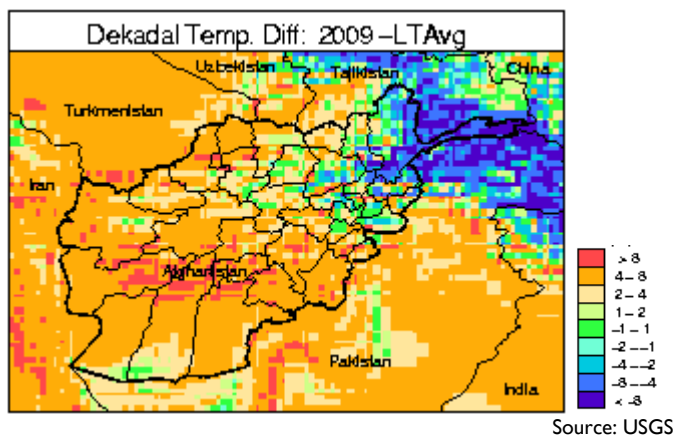 Dekadal Temp. Diff: 2009-LTAvg
Uzbekistan
Tajikistan
China
Turkmenistan
Iran
Afghanistan
Pakistan
India
> 8
4 - 8
2 - 4
1 - 2
-1 - 1
-2 --1
-4 --2
-8 --4
< -8
Source: USGS